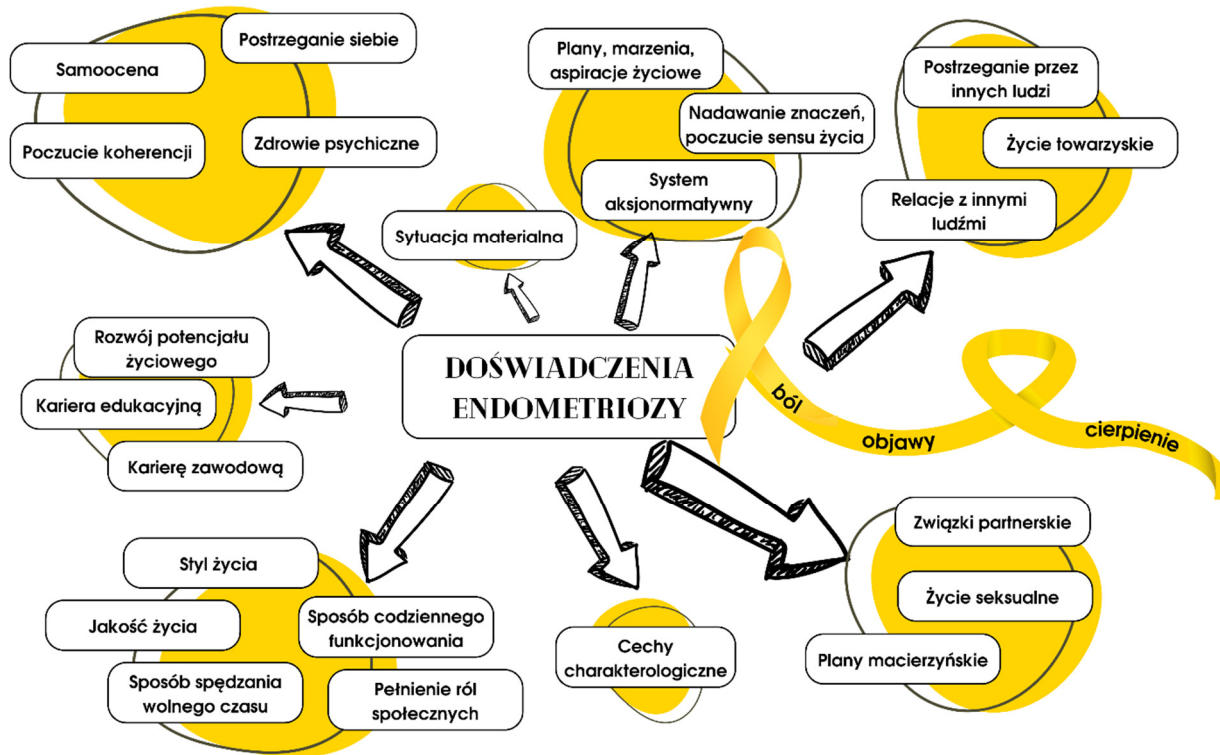 Postrzeganie siebie
Samoocena
Poczucie koherencji
Zdrowie psychiczne
Plany, marzenia,
aspiracje życiowe
Nadawanie znaczeń,
poczucie sensu życia
System
aksjonormatywny
Postrzeganie przez
innych ludzi
Życie towarzyskie
Relacje z innymi
ludźmi
Sytuacja materialna
DOŚWIADCZENIA
ENDOMETRIOZY
ból
objawy
cierpienie
Rozwój potencjału
życiowego
Kariera edukacyjną
Karierę zawodową
Styl życia
Jakość życia
Sposób codziennego
funkcjonowania
Sposób spędzania
wolnego czasu
Pełnienie ról
społecznych
Cechy
charakterologiczne
Związki partnerskie
Życie seksualne
Plany macierzyńskie